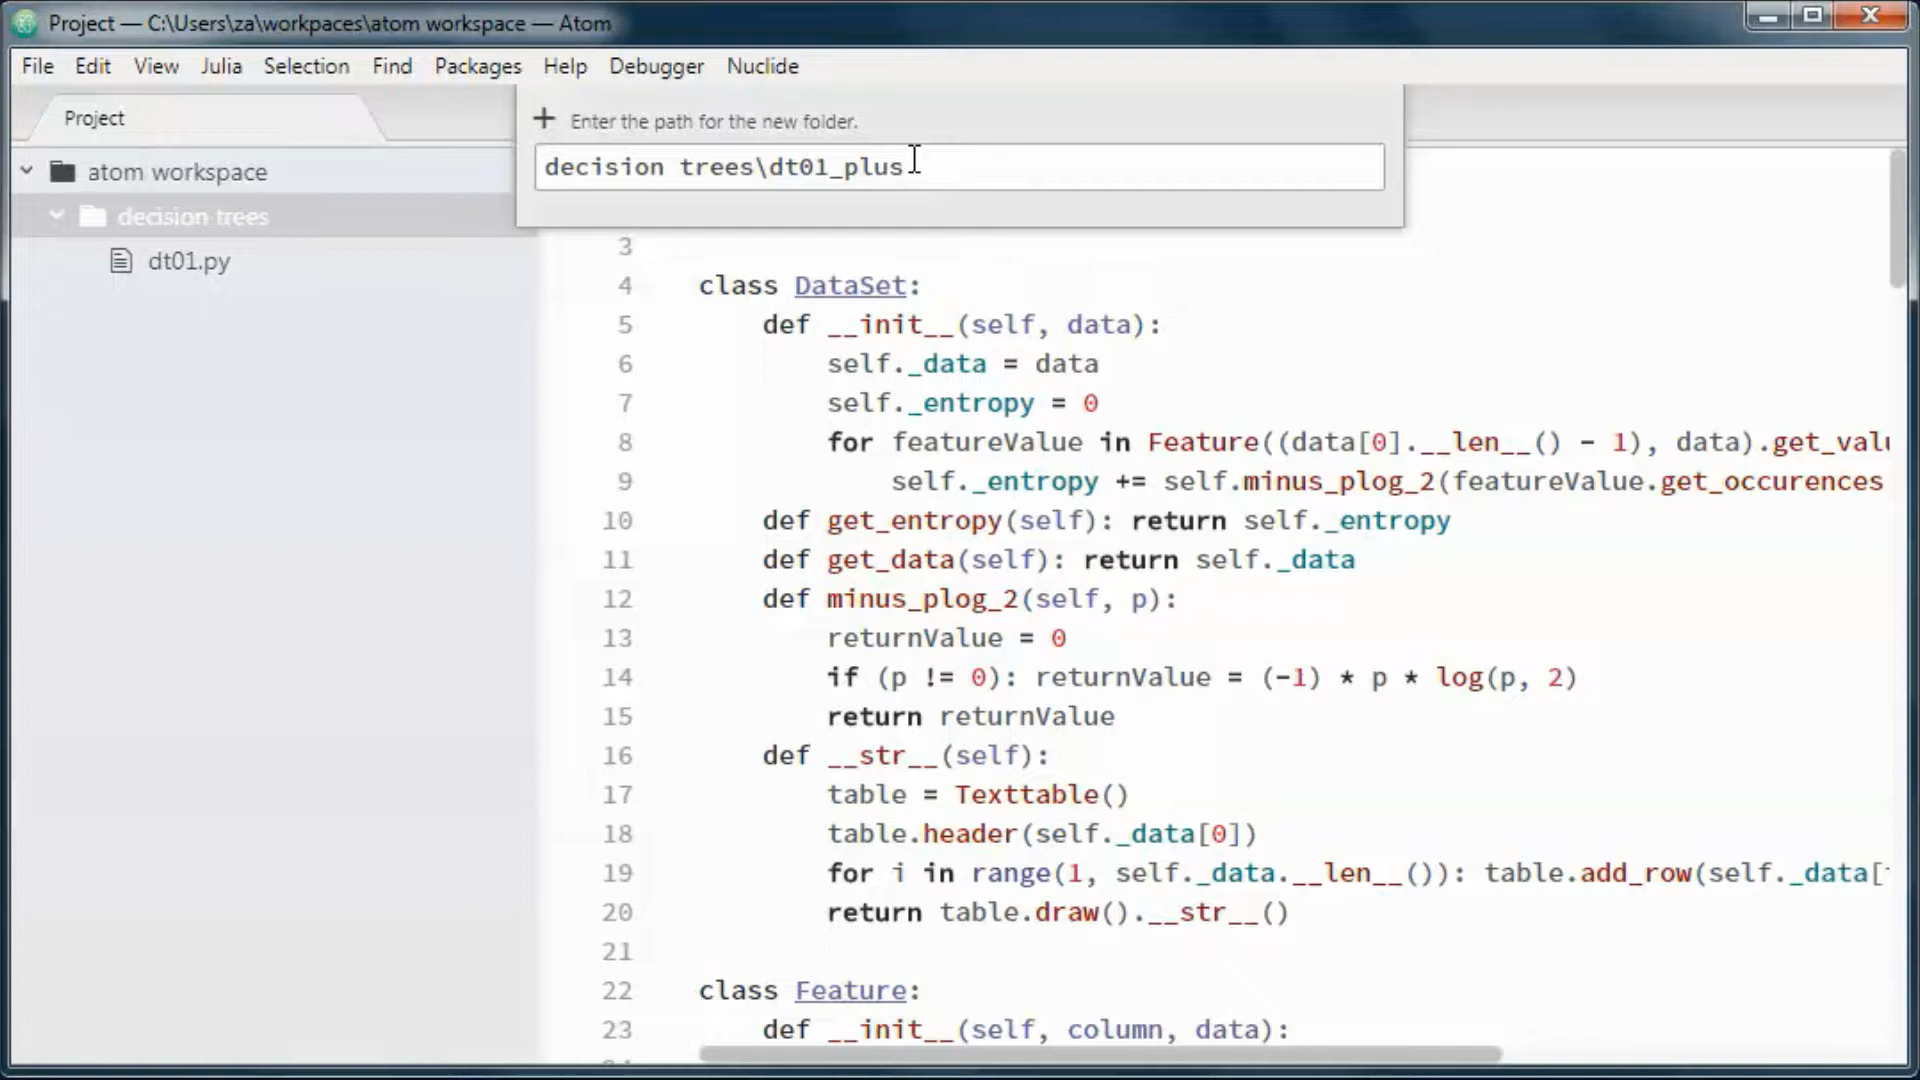 Project — C:\Users\za\workpaces\atom workspace — Atom
File Edit View Julia Selection Find Packages Help Debugger Nuclide
Project
Enter the path for the new folder.
decision trees\dt01_plus
atom workspace
decision trees
dt01.py
3
4 class DataSet:
5 def __init__(self, data):
6 self._data = data
7 self._entropy = 0
8 for featureValue in Feature((data[0].__len__() - 1), data).get_valu
9 self._entropy += self.minus_plog_2(featureValue.get_occurences
10 def get_entropy(self): return self._entropy
11 def get_data(self): return self._data
12 def minus_plog_2(self, p):
13 returnValue = 0
14 if (p != 0): returnValue = (-1) * p * log(p, 2)
15 return returnValue
16 def __str__(self):
17 table = Texttable()
18 table.header(self._data[0])
19 for i in range(1, self._data.__len__()): table.add_row(self._data[
20 return table.draw().__str__()
21
22 class Feature:
23 def __init__(self, column, data):